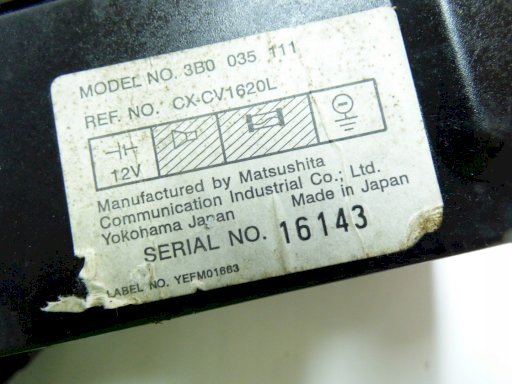 MODEL NO. 3B0 035 111
REF. NO. CX-CV1620L
12V
Manufactured by Matsushita
Communication Industrial Co., Ltd.
Yokohama Japan Made in Japan
SERIAL NO. 16143
LABEL NO. YEFM01663